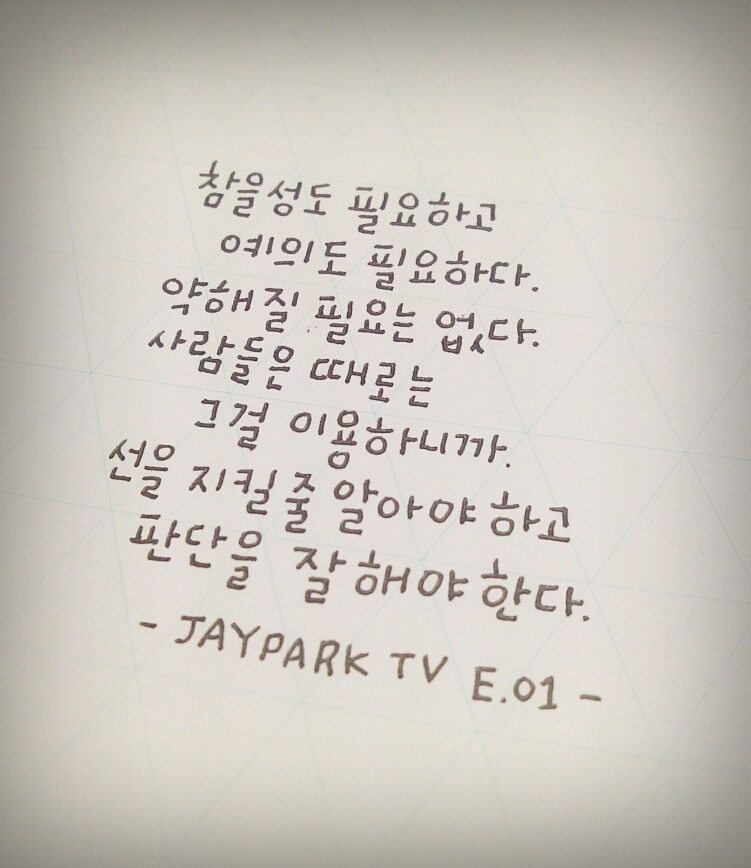 참을성도 필요하고
예의도 필요하다.
약해질 필요는 없다.
사람들은 때로는
그걸 이용하니까.
선을 지킬줄 알아야 하고
판단을 잘 해야 한다.
- JAYPARK TV E.01 -